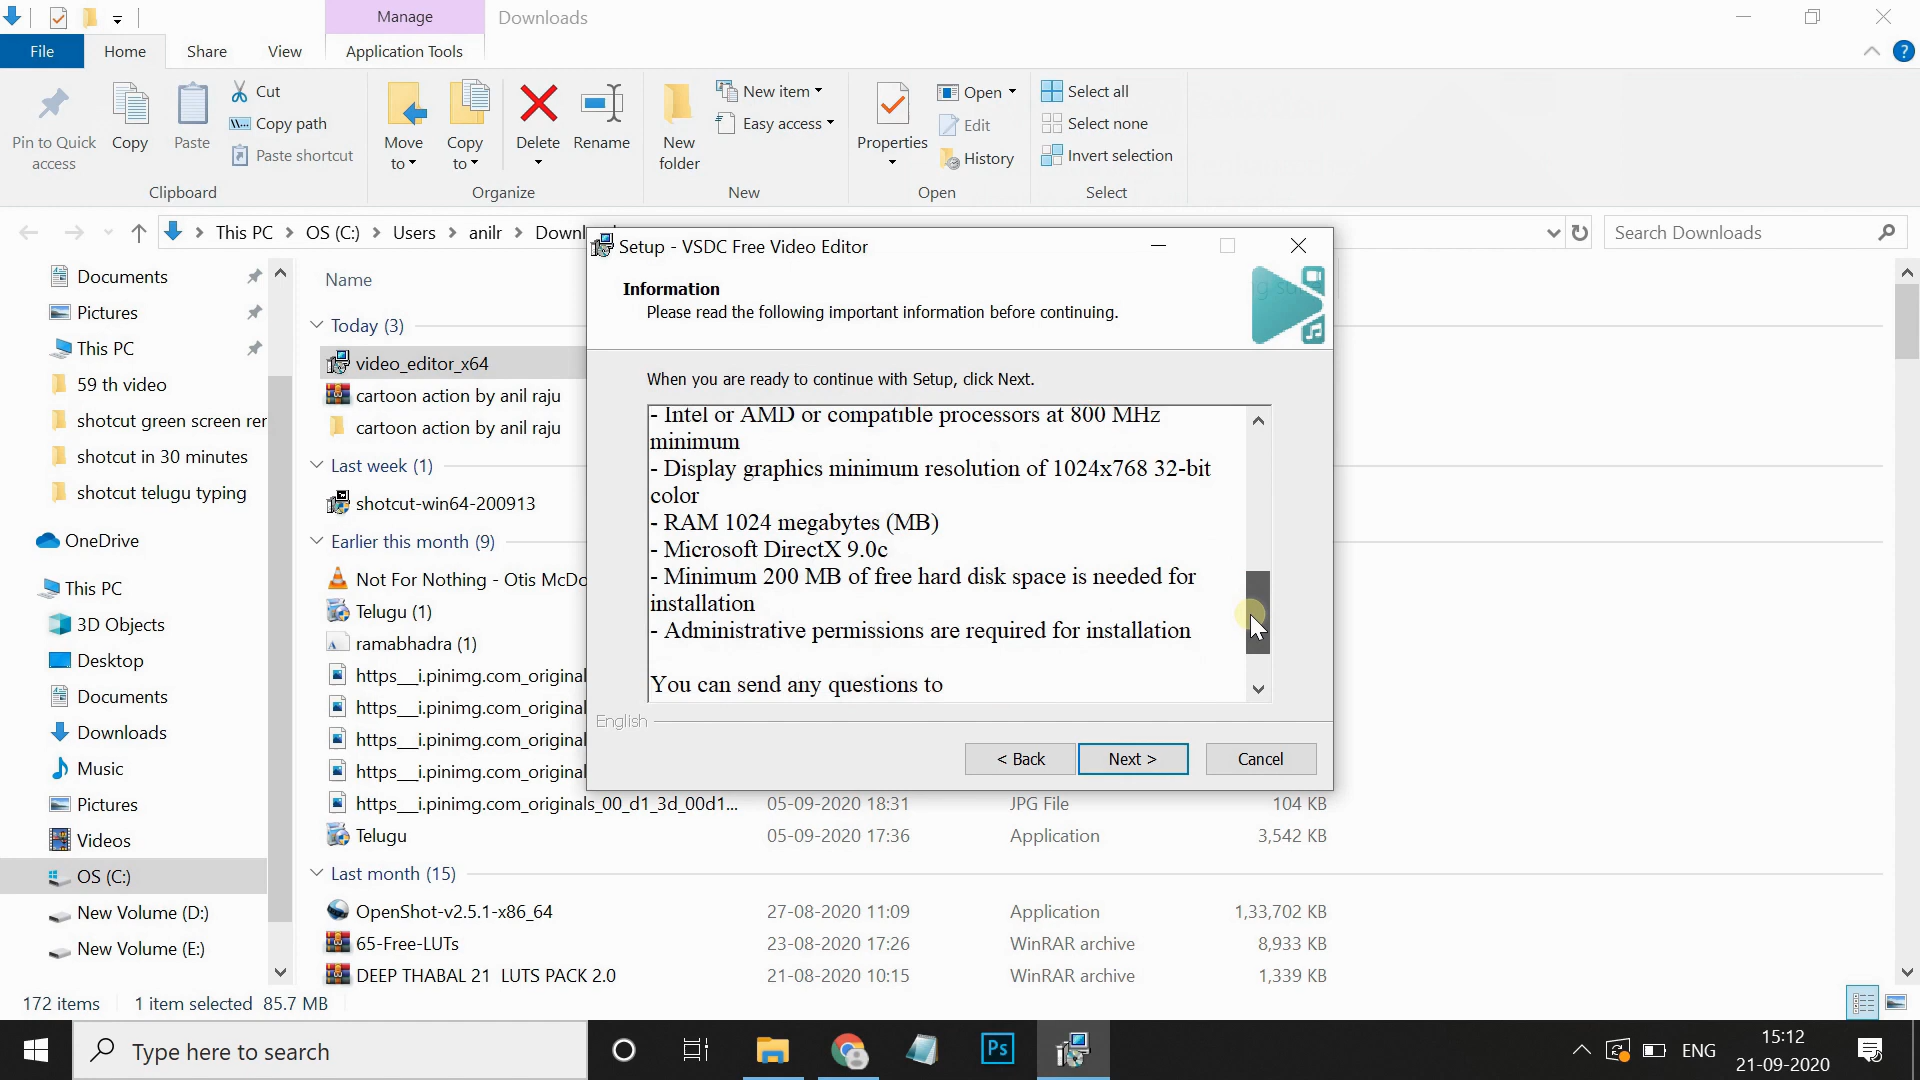 Manage
Downloads
File
Home
Share
View
Application Tools
Pin to Quick access
Copy
Paste
Cut
Copy path
Paste shortcut
Clipboard
Move to
Copy to
Delete
Rename
Organize
New folder
New item
Easy access
New
Properties
Open
Edit
History
Open
Select all
Select none
Invert selection
Select
This PC > OS (C:) > Users > anilr >
Search Downloads
Documents
Pictures
This PC
59 th video
shotcut green screen rer
shotcut in 30 minutes
shotcut telugu typing
OneDrive
This PC
3D Objects
Desktop
Documents
Downloads
Music
Pictures
Videos
OS (C:)
New Volume (D:)
New Volume (E:)
Name
Today (3)
video_editor_x64
cartoon action by anil raju
cartoon action by anil raju
Last week (1)
shotcut-win64-200913
Earlier this month (9)
Not For Nothing - Otis McDo
Telugu (1)
ramabhadra (1)
https__i.pinimg.com_original
https__i.pinimg.com_original
https__i.pinimg.com_original
https__i.pinimg.com_original
https__i.pinimg.com_originals_00_d1_3d_00d1... 05-09-2020 18:31 JPG File 104 KB
Telugu 05-09-2020 17:36 Application 3,542 KB
Last month (15)
OpenShot-v2.5.1-x86_64 27-08-2020 11:09 Application 1,33,702 KB
65-Free-LUTs 23-08-2020 17:26 WinRAR archive 8,933 KB
DEEP THABAL 21 LUTS PACK 2.0 21-08-2020 10:15 WinRAR archive 1,339 KB
Setup - VSDC Free Video Editor
Information
Please read the following important information before continuing.
When you are ready to continue with Setup, click Next.
- Intel or AMD or compatible processors at 800 MHz
minimum
- Display graphics minimum resolution of 1024x768 32-bit
color
- RAM 1024 megabytes (MB)
- Microsoft DirectX 9.0c
- Minimum 200 MB of free hard disk space is needed for
installation
- Administrative permissions are required for installation
You can send any questions to
English
< Back
Next >
Cancel
172 items 1 item selected 85.7 MB
Type here to search
Ps
ENG
15:12
21-09-2020